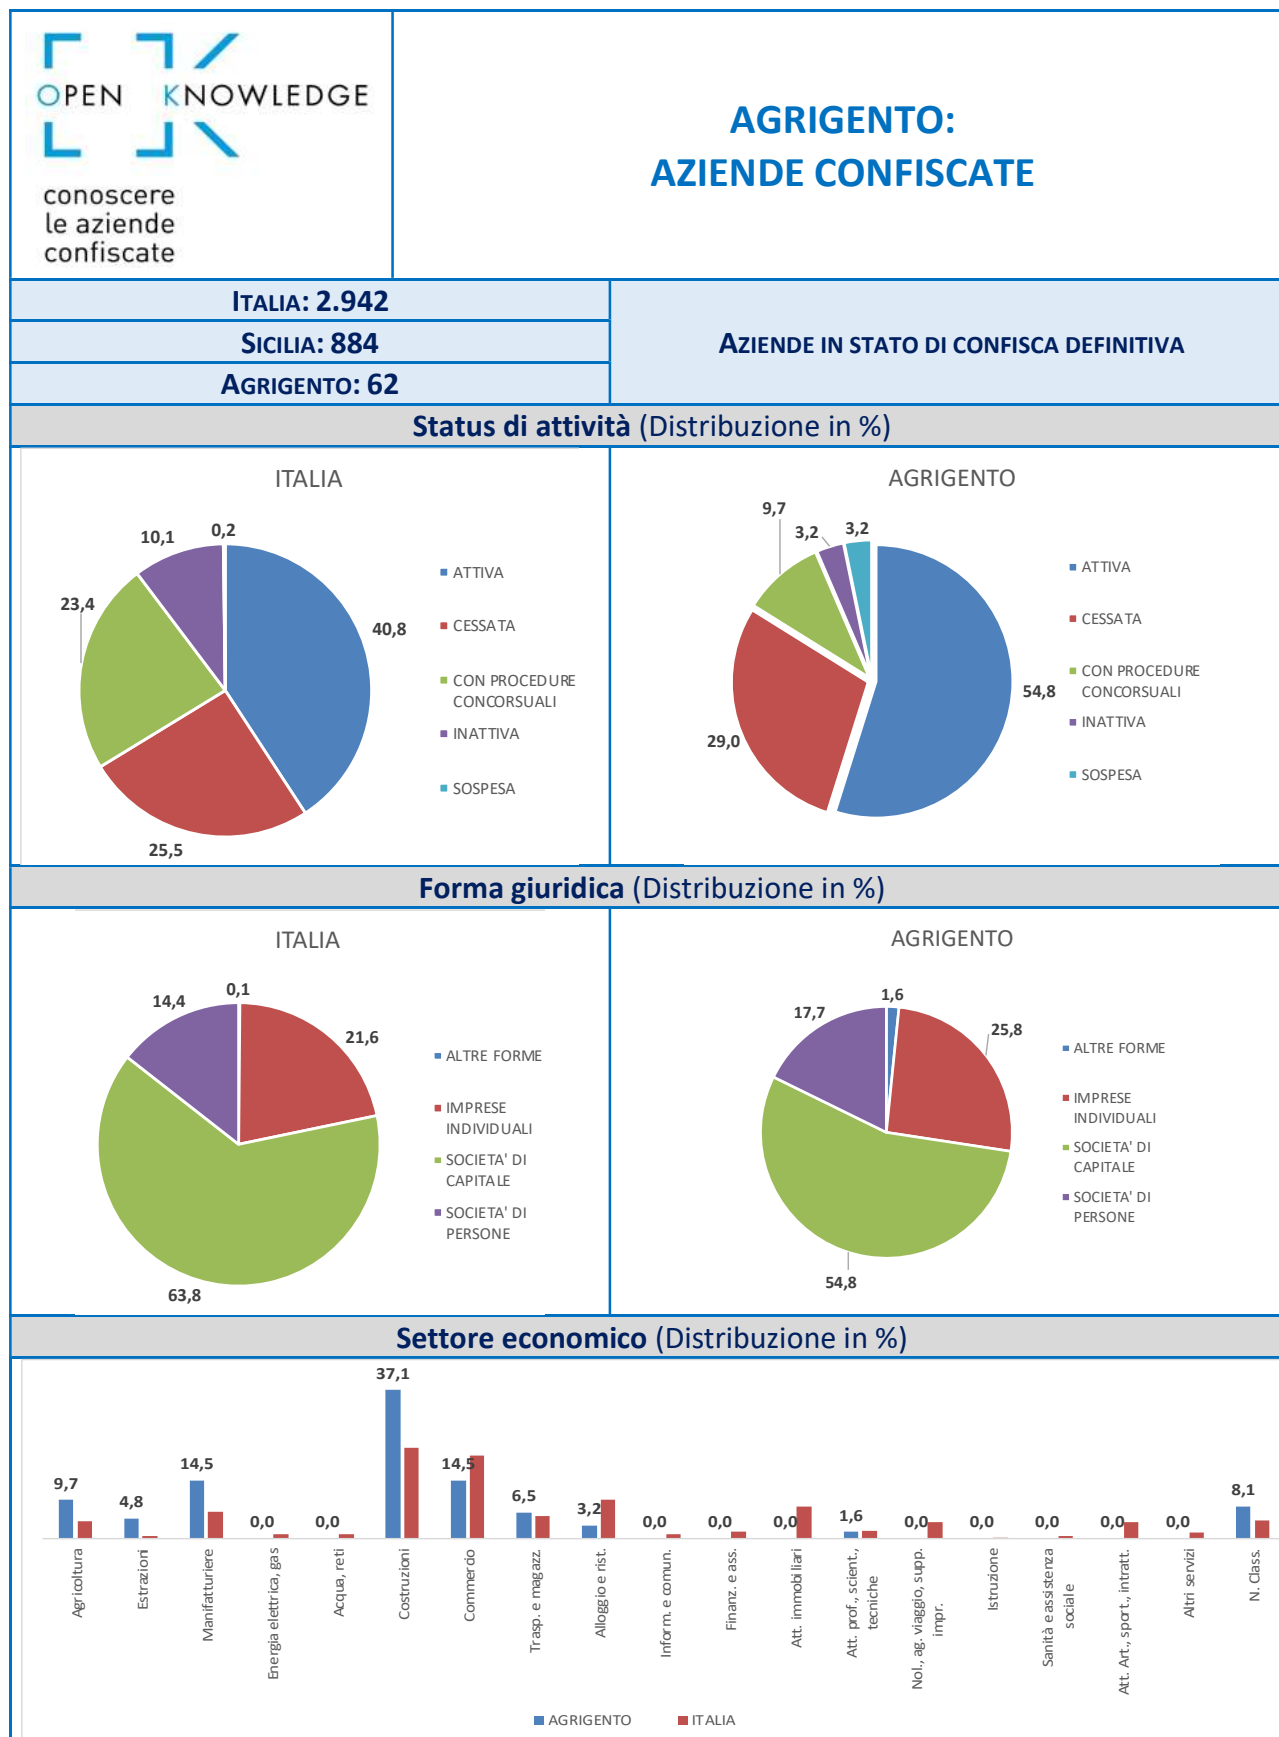 OPEN KNOWLEDGE
conoscere
le aziende
confiscate
AGRIGENTO:
AZIENDE CONFISCATE
ITALIA: 2.942
SICILIA: 884
AGRIGENTO: 62
AZIENDE IN STATO DI CONFISCA DEFINITIVA
Status di attività (Distribuzione in %)
ITALIA
0,2
10,1
23,4
40,8
25,5
ATTIVA
CESSATA
CON PROCEDURE
CONCORSUALI
INATTIVA
SOSPESA
AGRIGENTO
9,7
3,2
3,2
54,8
29,0
ATTIVA
CESSATA
CON PROCEDURE
CONCORSUALI
INATTIVA
SOSPESA
Forma giuridica (Distribuzione in %)
ITALIA
0,1
14,4
21,6
63,8
ALTRE FORME
IMPRESE
INDIVIDUALI
SOCIETA' DI
CAPITALE
SOCIETA' DI
PERSONE
AGRIGENTO
1,6
17,7
25,8
54,8
ALTRE FORME
IMPRESE
INDIVIDUALI
SOCIETA' DI
CAPITALE
SOCIETA' DI
PERSONE
Settore economico (Distribuzione in %)
9,7
4,8
14,5
0,0
0,0
37,1
14,5
6,5
3,2
0,0
0,0
0,0
1,6
0,0
0,0
0,0
0,0
0,0
8,1
Agricoltura
Estrazioni
Manifatturiere
Energia elettrica, gas
Acqua, reti
Costruzioni
Commercio
Trasp. e magazz.
Alloggio e rist.
Inform. e comun.
Finanz. e ass.
Att. immobiliari
Att. prof., scient.,
tecniche
Nol., ag. viaggio, supp.
impr.
Istruzione
Sanità e assistenza
sociale
Att. Art., sport., intratt.
Altri servizi
N. Class.
AGRIGENTO
ITALIA